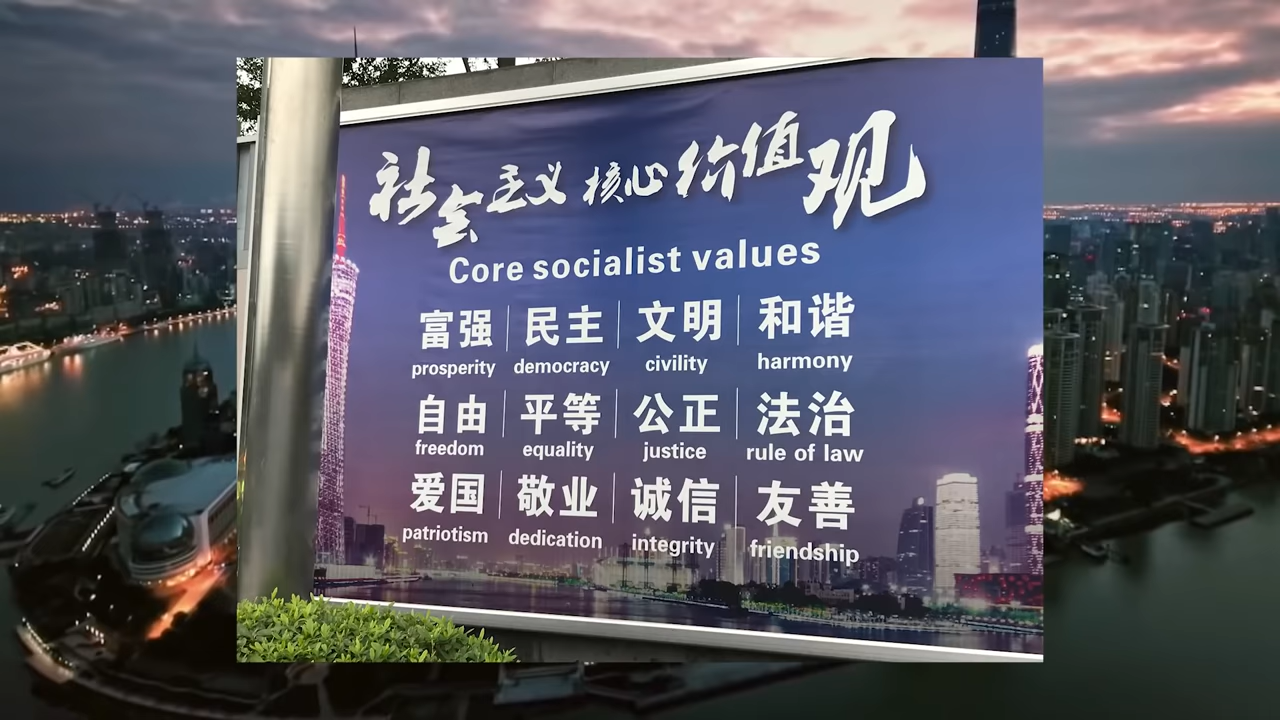 社会主义核心价值观
Core socialist values
富强 民主 文明 和谐
prosperity democracy civility harmony
自由 平等 公正 法治
freedom equality justice rule of law
爱国 敬业 诚信 友善
patriotism dedication integrity friendship